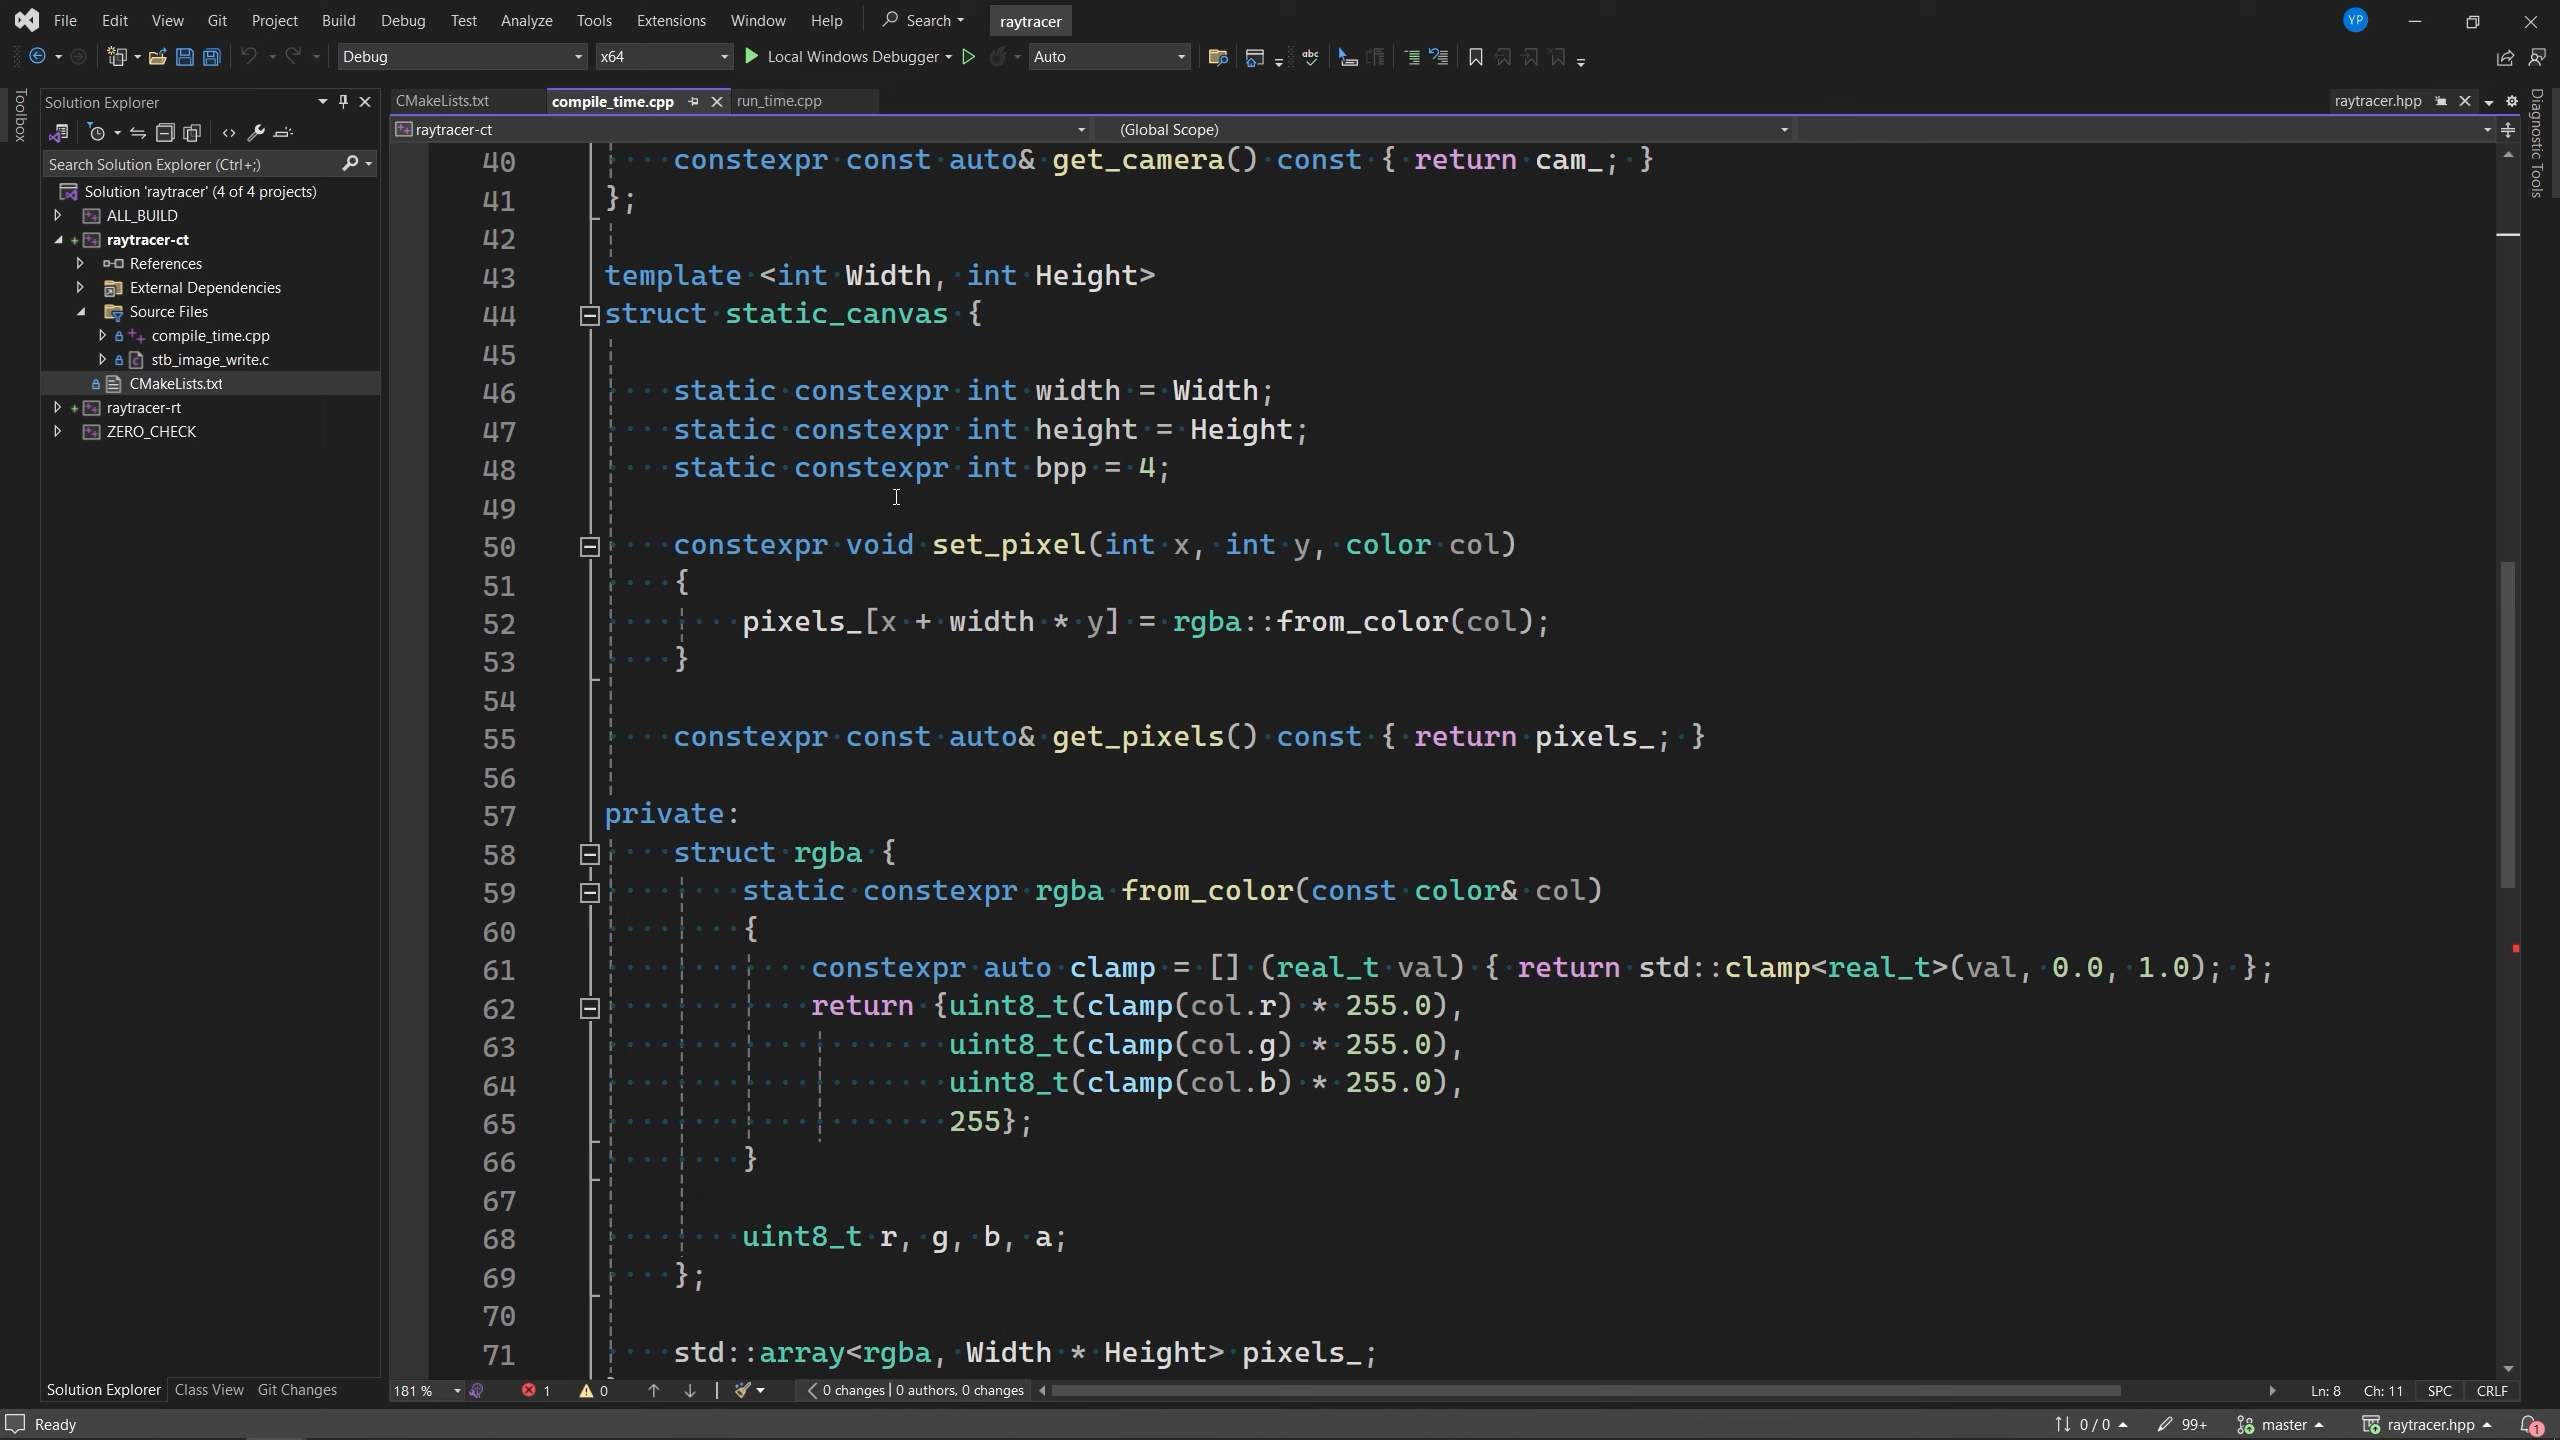 File Edit View Git Project Build Debug Test Analyze Tools Extensions Window Help Search raytracer YP
Debug x64 Local Windows Debugger Auto
Toolbox
Solution Explorer
Search Solution Explorer (Ctrl+;)
Solution 'raytracer' (4 of 4 projects)
ALL_BUILD
raytracer-ct
References
External Dependencies
Source Files
compile_time.cpp
stb_image_write.c
CMakeLists.txt
raytracer-rt
ZERO_CHECK
CMakeLists.txt compile_time.cpp run_time.cpp raytracer.hpp
raytracer-ct (Global Scope)
Diagnostic Tools
40 constexpr const auto& get_camera() const { return cam_; }
41 };
42
43 template <int Width, int Height>
44 struct static_canvas {
45
46 static constexpr int width = Width;
47 static constexpr int height = Height;
48 static constexpr int bpp = 4;
49
50 constexpr void set_pixel(int x, int y, color col)
51 {
52 pixels_[x + width * y] = rgba::from_color(col);
53 }
54
55 constexpr const auto& get_pixels() const { return pixels_; }
56
57 private:
58 struct rgba {
59 static constexpr rgba from_color(const color& col)
60 {
61 constexpr auto clamp = [] (real_t val) { return std::clamp<real_t>(val, 0.0, 1.0); };
62 return {uint8_t(clamp(col.r) * 255.0),
63 uint8_t(clamp(col.g) * 255.0),
64 uint8_t(clamp(col.b) * 255.0),
65 255};
66 }
67
68 uint8_t r, g, b, a;
69 };
70
71 std::array<rgba, Width * Height> pixels_;
Solution Explorer Class View Git Changes
181 % 1 0 0 changes | 0 authors, 0 changes Ln: 8 Ch: 11 SPC CRLF
Ready 0 / 0 99+ master raytracer.hpp 1